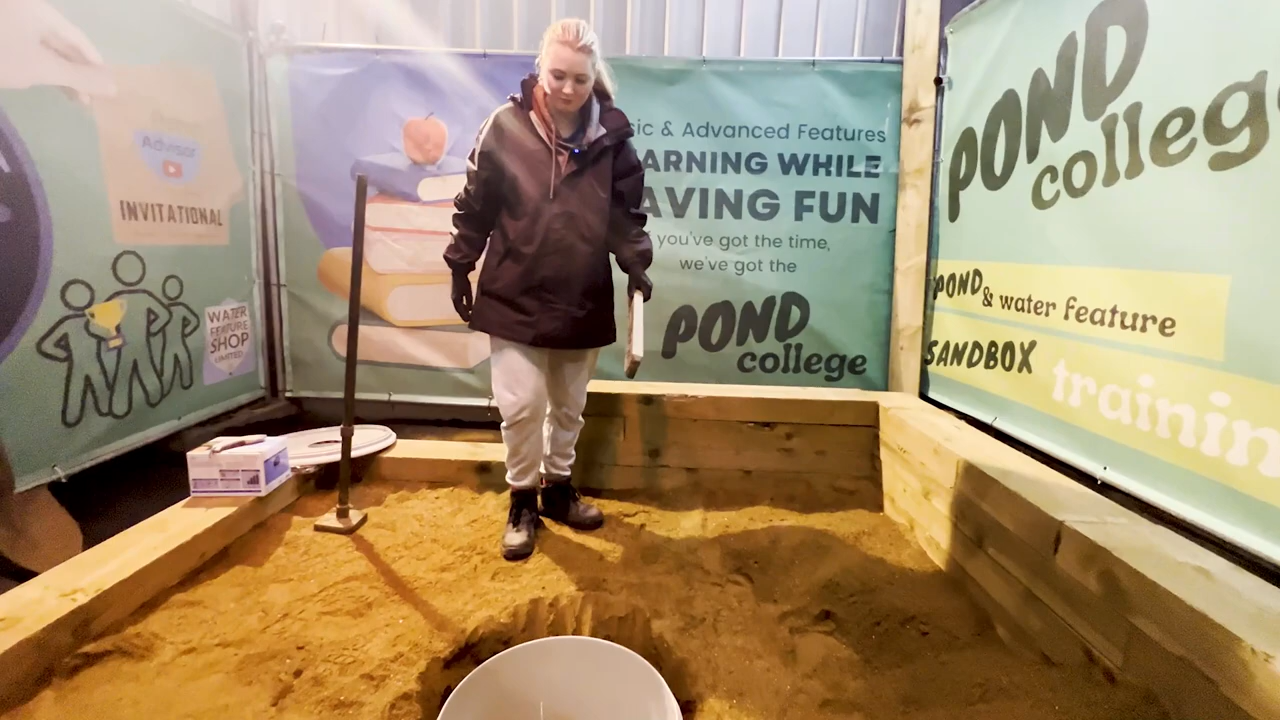 Advisor
INVITATIONAL
WATER
FEATURE
SHOP
LIMITED
sic & Advanced Features
ARNING WHILE
AVING FUN
you've got the time,
we've got the
POND
college
POND
college
POND & water feature
SANDBOX
trainin